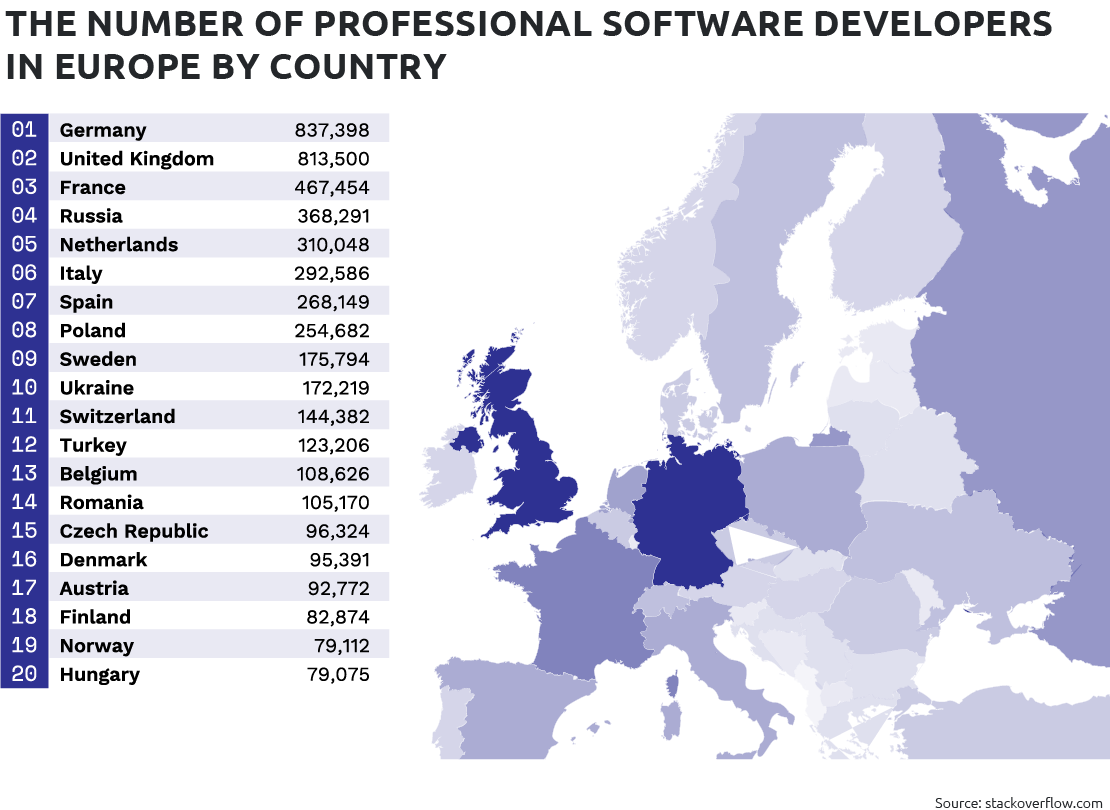 THE NUMBER OF PROFESSIONAL SOFTWARE DEVELOPERS
IN EUROPE BY COUNTRY
01 Germany 837,398
02 United Kingdom 813,500
03 France 467,454
04 Russia 368,291
05 Netherlands 310,048
06 Italy 292,586
07 Spain 268,149
08 Poland 254,682
09 Sweden 175,794
10 Ukraine 172,219
11 Switzerland 144,382
12 Turkey 123,206
13 Belgium 108,626
14 Romania 105,170
15 Czech Republic 96,324
16 Denmark 95,391
17 Austria 92,772
18 Finland 82,874
19 Norway 79,112
20 Hungary 79,075
Source: stackoverflow.com